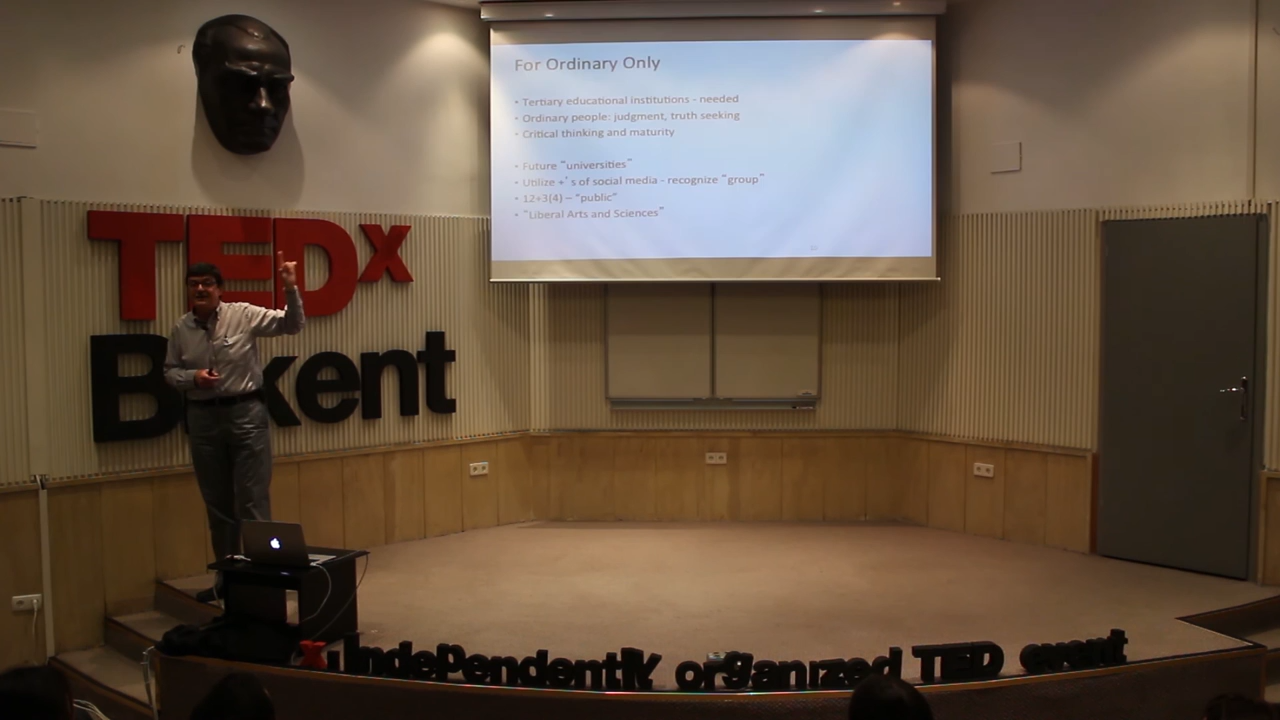 For Ordinary Only
• Tertiary educational institutions - needed
• Ordinary people: judgment, truth seeking
• Critical thinking and maturity
• Future "universities"
• Utilize +'s of social media - recognize "group"
• 12+3(4) – "public"
• "Liberal Arts and Sciences"
TEDx
B kent
x Independently organized TED event